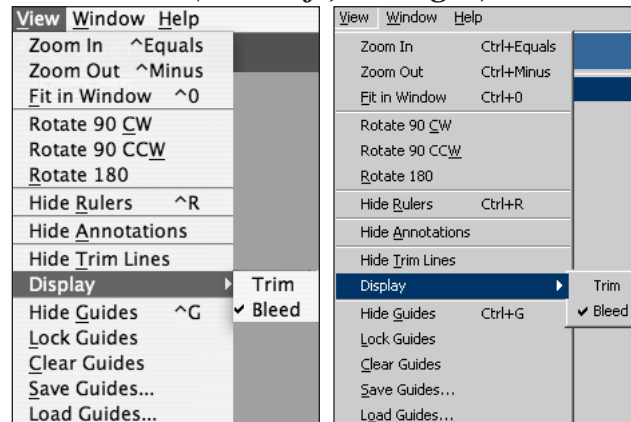 View Window Help
Zoom In ^Equals
Zoom Out ^Minus
Fit in Window ^0
Rotate 90 CW
Rotate 90 CCW
Rotate 180
Hide Rulers ^R
Hide Annotations
Hide Trim Lines
Display
Trim
✓ Bleed
Hide Guides ^G
Lock Guides
Clear Guides
Save Guides...
Load Guides...
View Window Help
Zoom In Ctrl+Equals
Zoom Out Ctrl+Minus
Fit in Window Ctrl+0
Rotate 90 CW
Rotate 90 CCW
Rotate 180
Hide Rulers Ctrl+R
Hide Annotations
Hide Trim Lines
Display
Trim
✓ Bleed
Hide Guides Ctrl+G
Lock Guides
Clear Guides
Save Guides...
Load Guides...